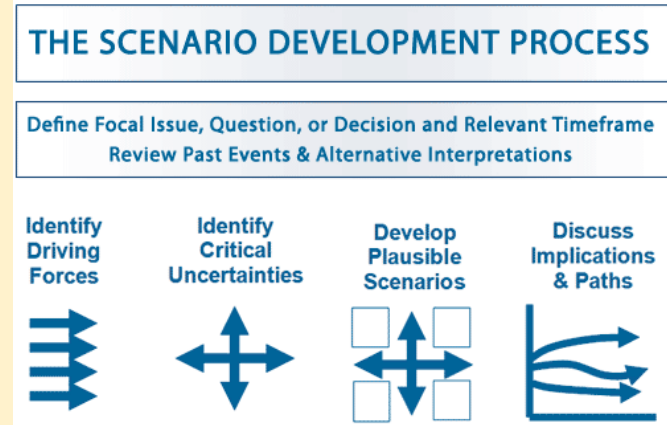 THE SCENARIO DEVELOPMENT PROCESS
Define Focal Issue, Question, or Decision and Relevant Timeframe
Review Past Events & Alternative Interpretations
Identify
Driving
Forces
Identify
Critical
Uncertainties
Develop
Plausible
Scenarios
Discuss
Implications
& Paths